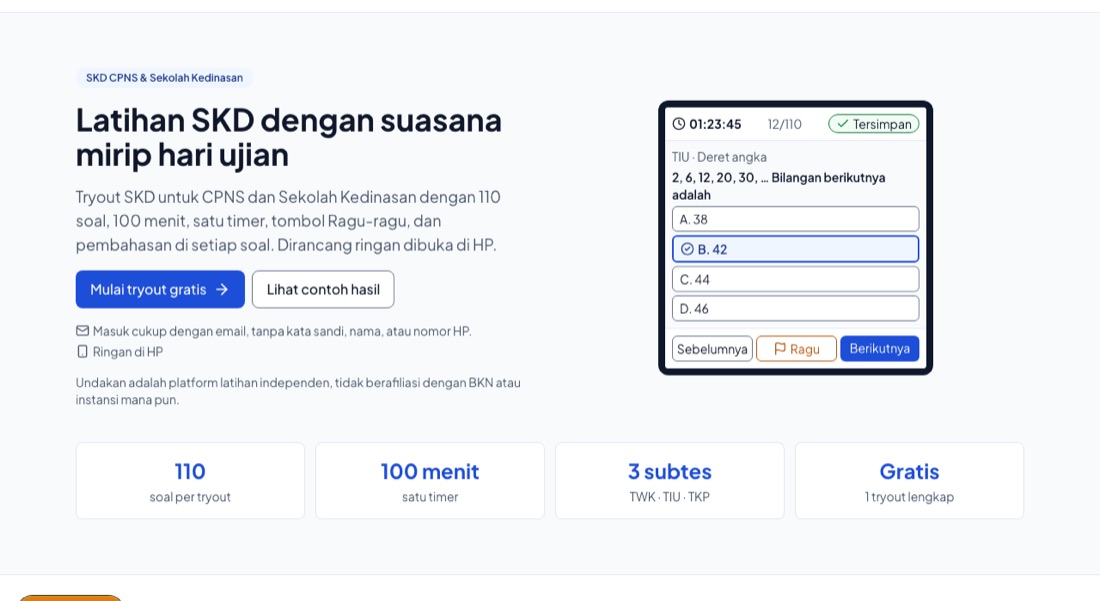 SKD CPNS & Sekolah Kedinasan
Latihan SKD dengan suasana
mirip hari ujian
Tryout SKD untuk CPNS dan Sekolah Kedinasan dengan 110
soal, 100 menit, satu timer, tombol Ragu-ragu, dan
pembahasan di setiap soal. Dirancang ringan dibuka di HP.
Mulai tryout gratis →
Lihat contoh hasil
Masuk cukup dengan email, tanpa kata sandi, nama, atau nomor HP.
Ringan di HP
Undakan adalah platform latihan independen, tidak berafiliasi dengan BKN atau
instansi mana pun.
01:23:45 12/110 Tersimpan
TIU · Deret angka
2, 6, 12, 20, 30, … Bilangan berikutnya
adalah
A. 38
B. 42
C. 44
D. 46
Sebelumnya Ragu Berikutnya
110
soal per tryout
100 menit
satu timer
3 subtes
TWK · TIU · TKP
Gratis
1 tryout lengkap